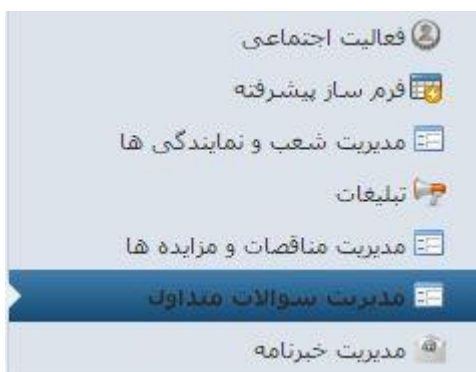 فعالیت اجتماعی
فرم ساز پیشرفته
مدیریت شعب و نمایندگی ها
تبلیغات
مدیریت مناقصات و مزایده ها
مدیریت سوالات متداول
مدیریت خبرنامه